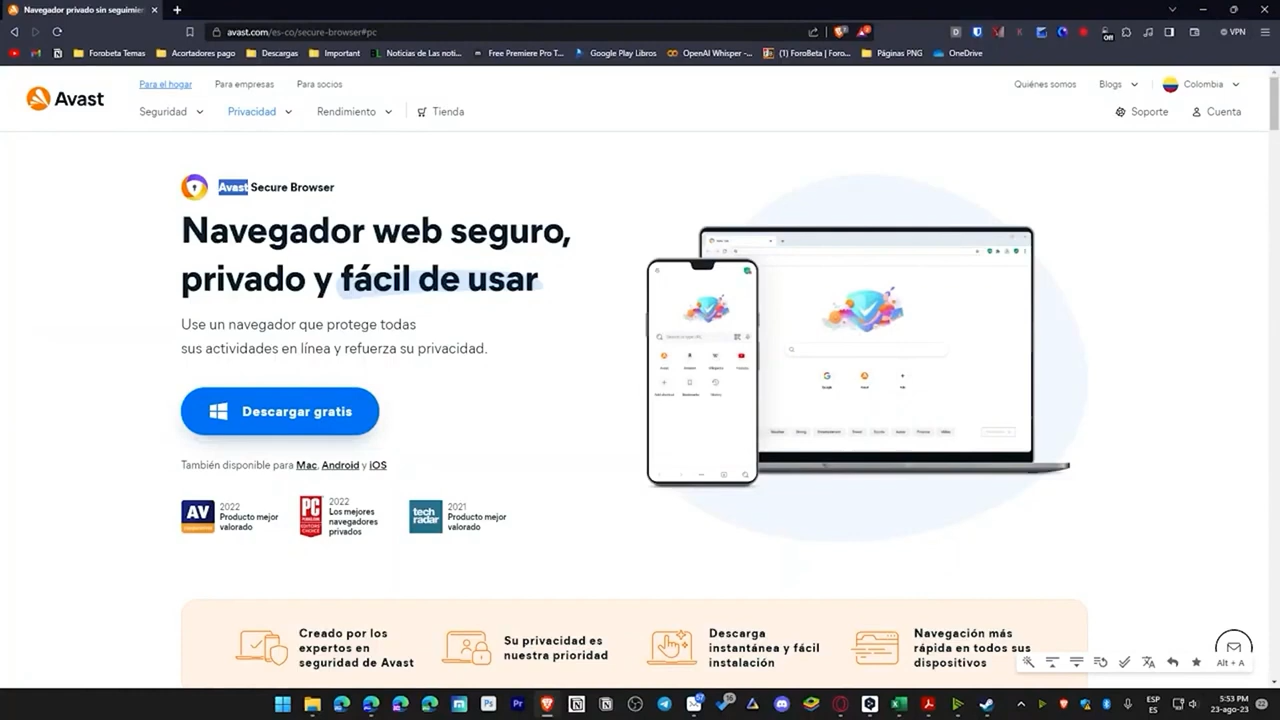 Navegador privado sin seguimie
avast.com/es-co/secure-browser#pc
Off
VPN
Forobeta Temas
Acortadores pago
Descargas
Important
Noticias de Las noti...
Free Premiere Pro T...
Google Play Libros
OpenAI Whisper -...
(1) ForoBeta | Foro...
Páginas PNG
OneDrive
Avast
Para el hogar
Para empresas
Para socios
Quiénes somos
Blogs
Colombia
Seguridad
Privacidad
Rendimiento
Tienda
Soporte
Cuenta
Avast Secure Browser
Navegador web seguro,
privado y fácil de usar
Use un navegador que protege todas
sus actividades en línea y refuerza su privacidad.
Descargar gratis
También disponible para Mac, Android y iOS
AV
2022
Producto mejor
valorado
PC
2022
Los mejores
navegadores
privados
tech
radar
2021
Producto mejor
valorado
Creado por los
expertos en
seguridad de Avast
Su privacidad es
nuestra prioridad
Descarga
instantánea y fácil
instalación
Navegación más
rápida en todos sus
dispositivos
Alt + A
ESP
ES
5:53 PM
23-ago-23